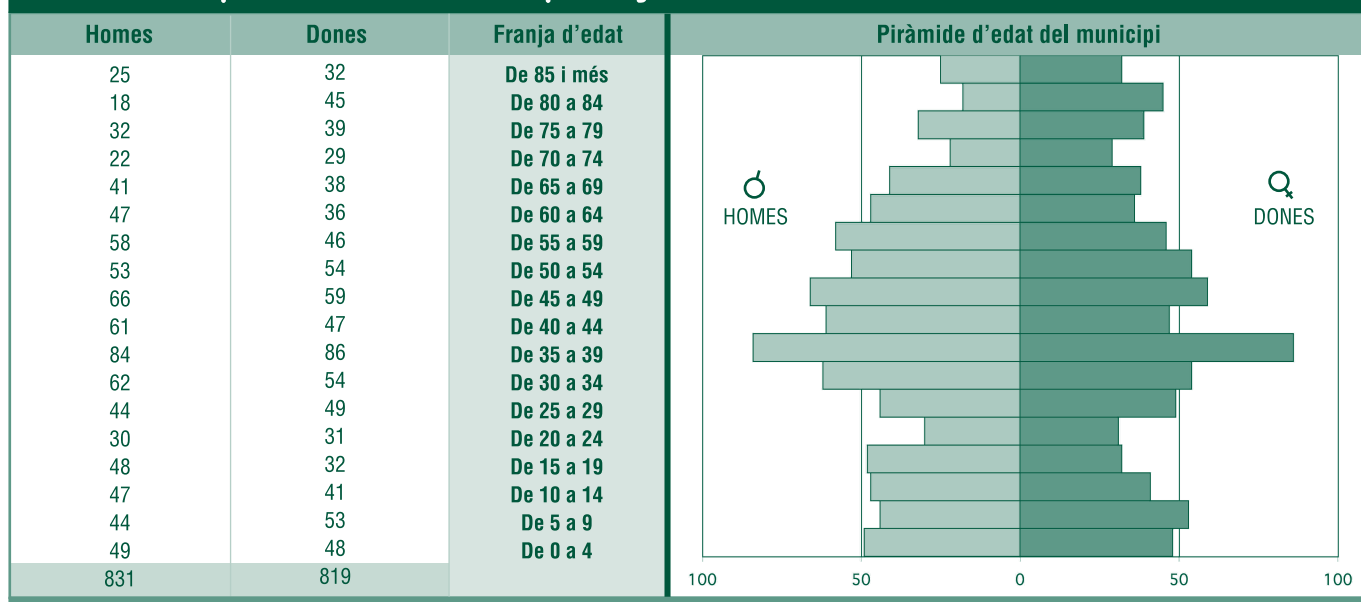 Homes Dones Franja d'edat Piràmide d'edat del municipi
25 32 De 85 i més
18 45 De 80 a 84
32 39 De 75 a 79
22 29 De 70 a 74
41 38 De 65 a 69
47 36 De 60 a 64
58 46 De 55 a 59
53 54 De 50 a 54
66 59 De 45 a 49
61 47 De 40 a 44
84 86 De 35 a 39
62 54 De 30 a 34
44 49 De 25 a 29
30 31 De 20 a 24
48 32 De 15 a 19
47 41 De 10 a 14
44 53 De 5 a 9
49 48 De 0 a 4
831 819
HOMES DONES
100 50 0 50 100